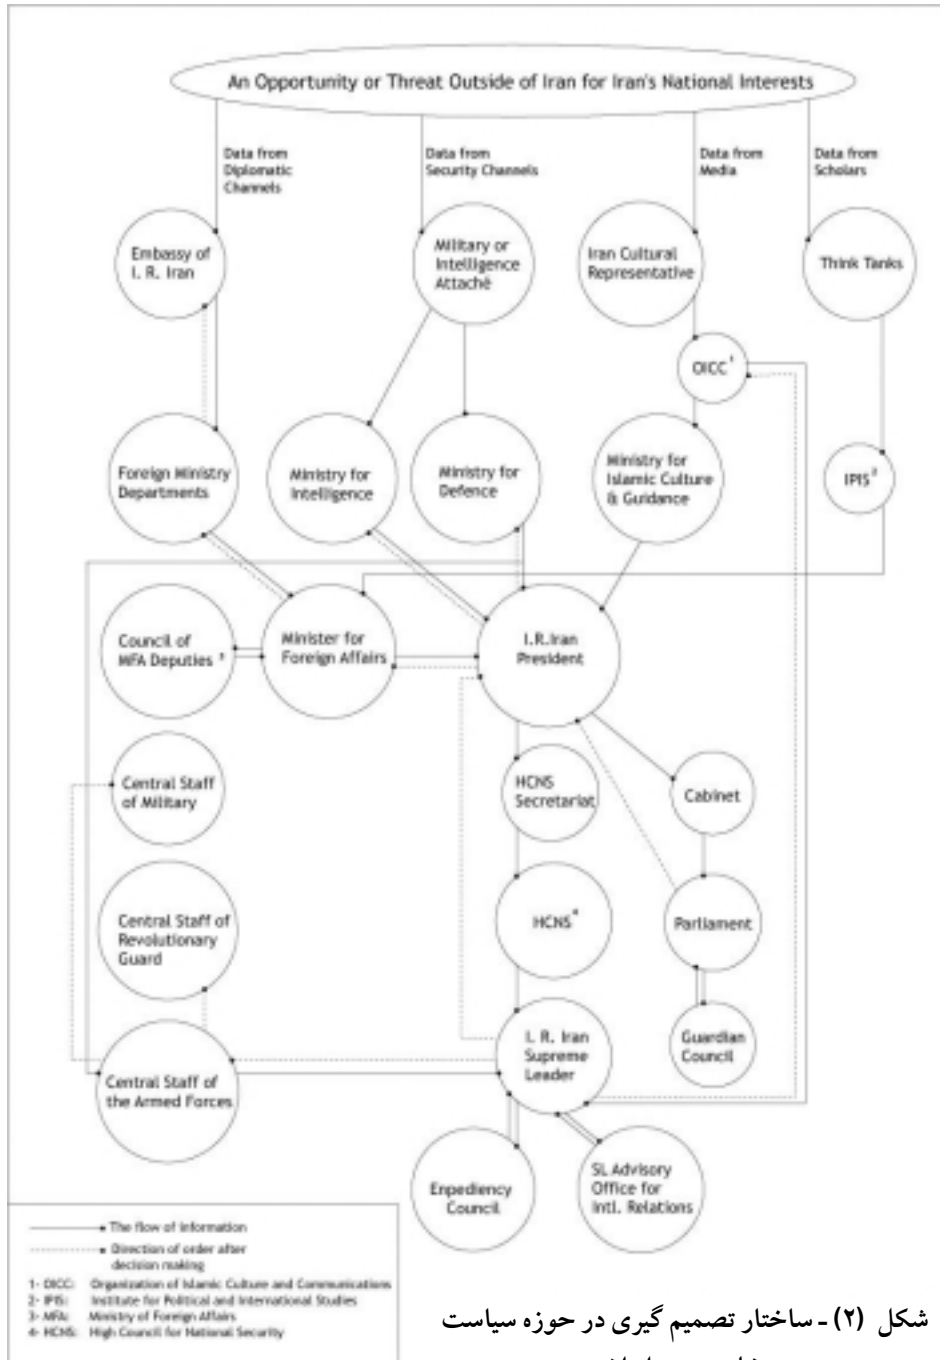 An Opportunity or Threat Outside of Iran for Iran's National Interests
Data from
Diplomatic
Channels
Data from
Security Channels
Data from
Media
Data from
Scholars
Embassy of
I. R. Iran
Military or
Intelligence
Attaché
Iran Cultural
Representative
Think Tanks
OICC 1
Foreign Ministry
Departments
Ministry for
Intelligence
Ministry for
Defence
Ministry for
Islamic Culture
& Guidance
IPIS 2
Council of
MFA Deputies 3
Minister for
Foreign Affairs
I.R.Iran
President
Central Staff
of Military
HCNS
Secretariat
Cabinet
Central Staff of
Revolutionary
Guard
HCNS 4
Parliament
I. R. Iran
Supreme
Leader
Guardian
Council
Central Staff of
the Armed Forces
Enpediency
Council
SL Advisory
Office for
Intl. Relations
The flow of information
Direction of order after
decision making
1- OICC: Organization of Islamic Culture and Communications
2- IPIS: Institute for Political and International Studies
3- MFA: Ministry of Foreign Affairs
4- HCNS: High Council for National Security
شکل (۲) ـ ساختار تصمیم گیری در حوزه سیاست